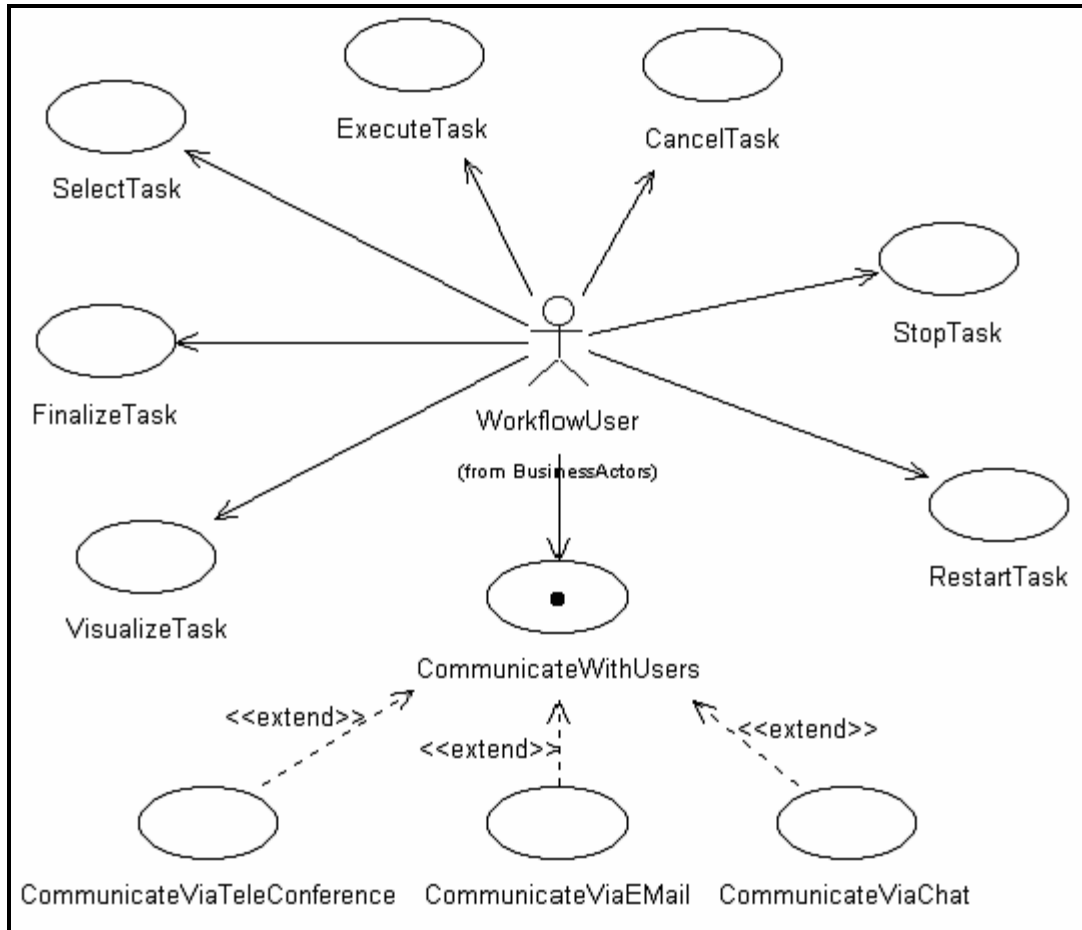 ExecuteTask
CancelTask
SelectTask
StopTask
FinalizeTask
WorkflowUser
(from BusinessActors)
RestartTask
VisualizeTask
CommunicateWithUsers
<<extend>>
<<extend>>
<<extend>>
CommunicateViaTeleConference
CommunicateViaEMail
CommunicateViaChat